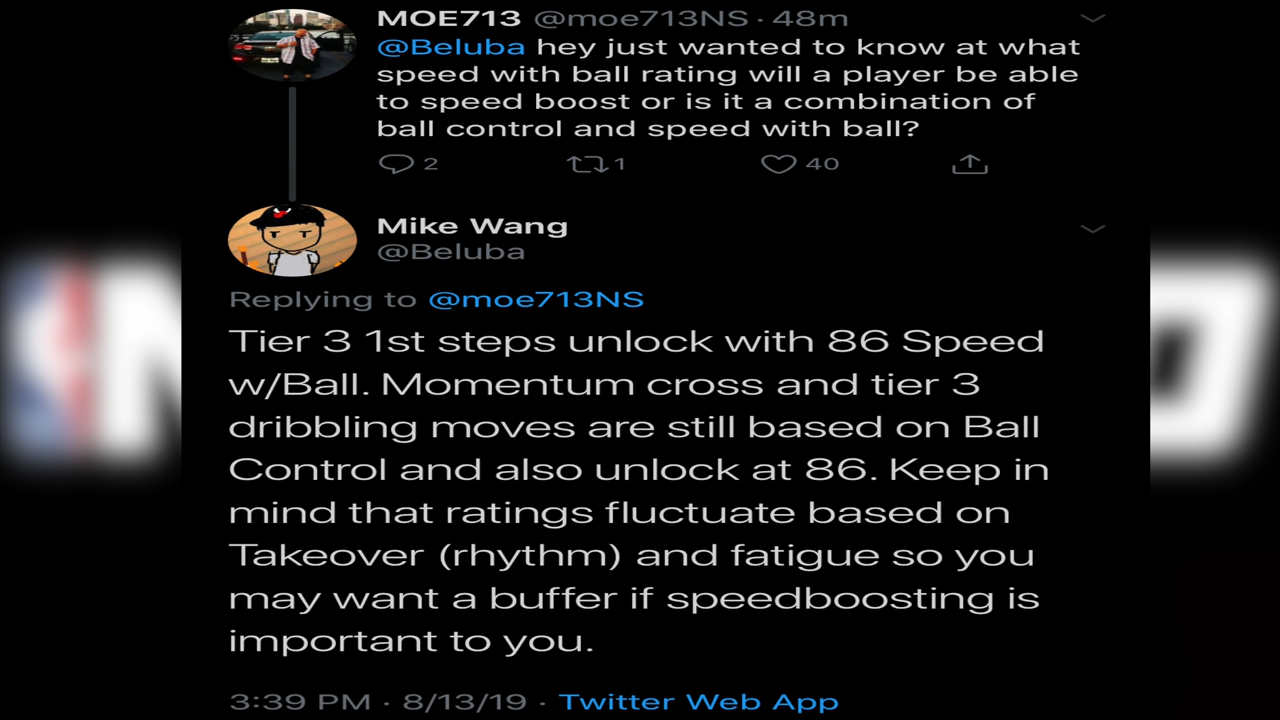 MOE713 @moe713NS · 48m
@Beluba hey just wanted to know at what
speed with ball rating will a player be able
to speed boost or is it a combination of
ball control and speed with ball?
2 1 40
Mike Wang
@Beluba
Replying to @moe713NS
Tier 3 1st steps unlock with 86 Speed
w/Ball. Momentum cross and tier 3
dribbling moves are still based on Ball
Control and also unlock at 86. Keep in
mind that ratings fluctuate based on
Takeover (rhythm) and fatigue so you
may want a buffer if speedboosting is
important to you.
3:39 PM · 8/13/19 · Twitter Web App